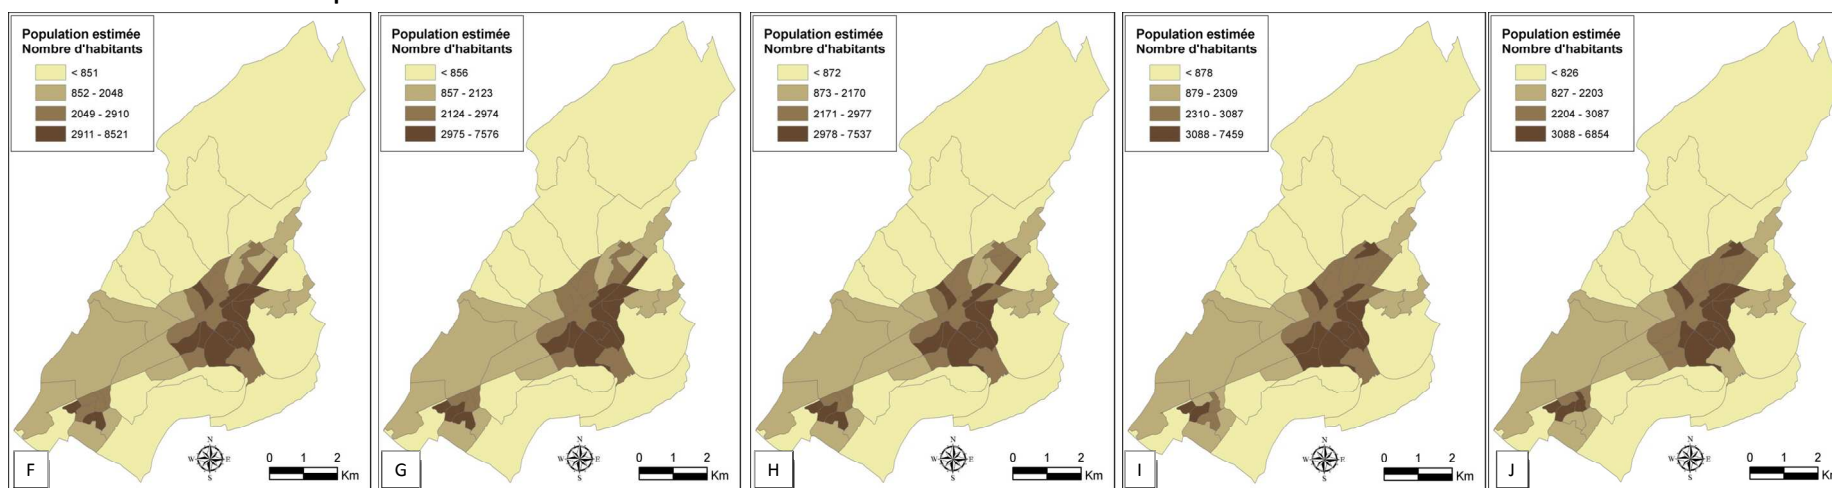 Population estimée
Nombre d'habitants
< 851
852 - 2048
2049 - 2910
2911 - 8521
N
W E
S
0 1 2
Km
F
Population estimée
Nombre d'habitants
< 856
857 - 2123
2124 - 2974
2975 - 7576
N
W E
S
0 1 2
Km
G
Population estimée
Nombre d'habitants
< 872
873 - 2170
2171 - 2977
2978 - 7537
N
W E
S
0 1 2
Km
H
Population estimée
Nombre d'habitants
< 878
879 - 2309
2310 - 3087
3088 - 7459
N
W E
S
0 1 2
Km
I
Population estimée
Nombre d'habitants
< 826
827 - 2203
2204 - 3087
3088 - 6854
N
W E
S
0 1 2
Km
J